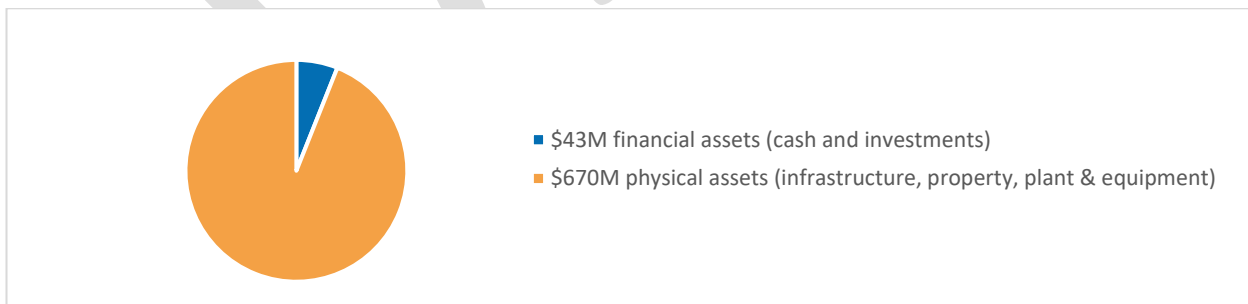 $43M financial assets (cash and investments)
$670M physical assets (infrastructure, property, plant & equipment)